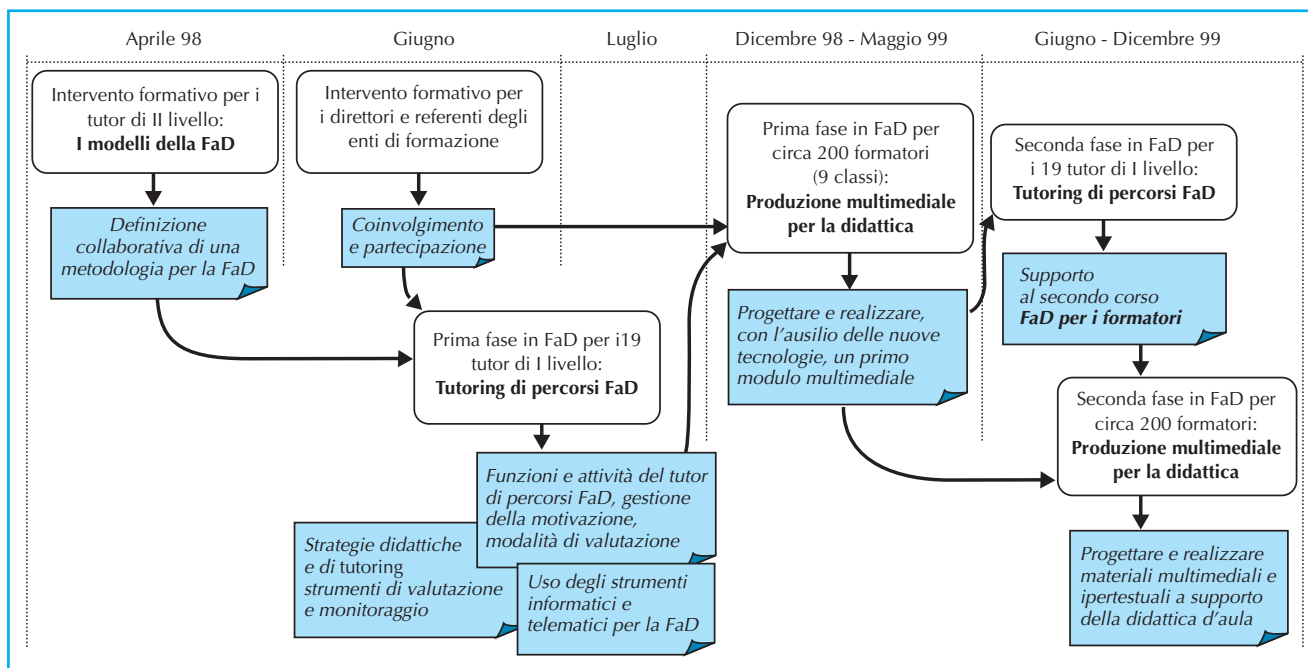 Aprile 98
Giugno
Luglio
Dicembre 98 - Maggio 99
Giugno - Dicembre 99
Intervento formativo per i
tutor di II livello:
I modelli della FaD
Definizione
collaborativa di una
metodologia per la FaD
Intervento formativo per
i direttori e referenti degli
enti di formazione
Coinvolgimento
e partecipazione
Prima fase in FaD per i19
tutor di I livello:
Tutoring di percorsi FaD
Funzioni e attività del tutor
di percorsi FaD, gestione
della motivazione,
modalità di valutazione
Strategie didattiche
e di tutoring
strumenti di valutazione
e monitoraggio
Uso degli strumenti
informatici e
telematici per la FaD
Prima fase in FaD per
circa 200 formatori
(9 classi):
Produzione multimediale
per la didattica
Progettare e realizzare,
con l'ausilio delle nuove
tecnologie, un primo
modulo multimediale
Seconda fase in FaD per
i 19 tutor di I livello:
Tutoring di percorsi FaD
Supporto
al secondo corso
FaD per i formatori
Seconda fase in FaD per
circa 200 formatori:
Produzione multimediale
per la didattica
Progettare e realizzare
materiali multimediali e
ipertestuali a supporto
della didattica d'aula